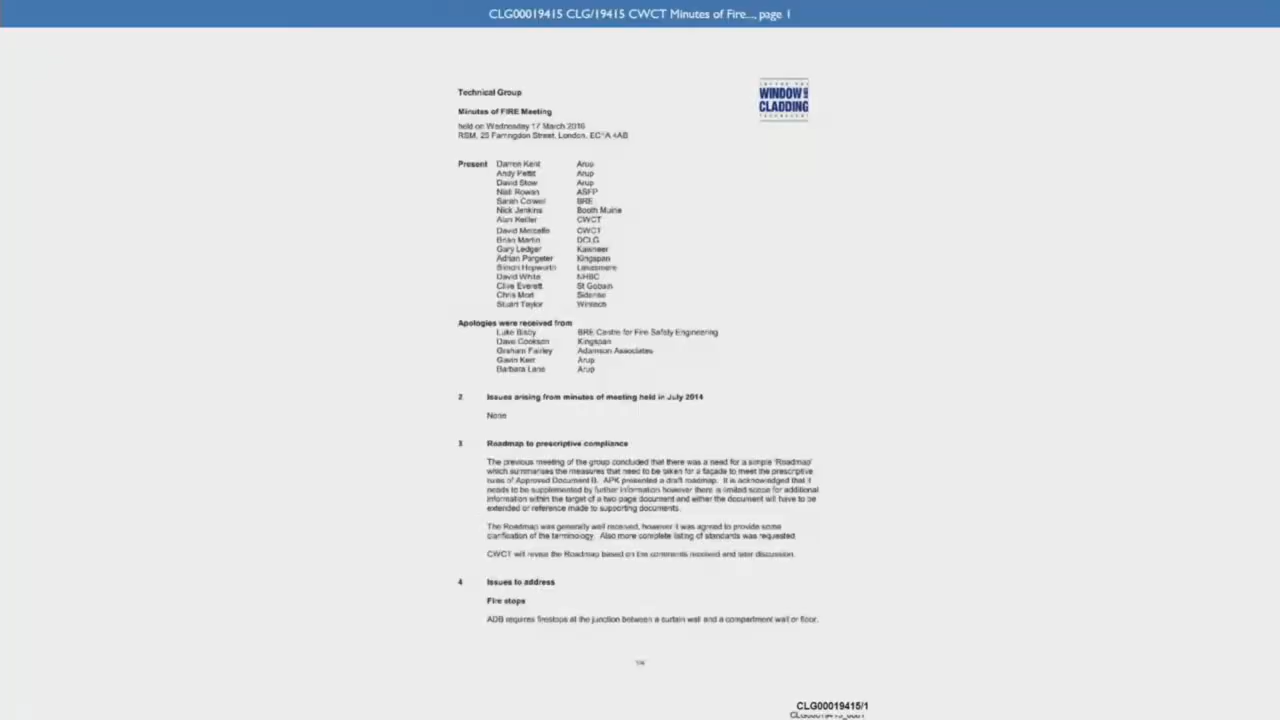 CLG00019415 CLG/19415 CWCT Minutes of Fire..., page 1
Technical Group
WINDOW
CLADDING
Minutes of FIRE Meeting
held on Wednesday 17 March 2016
RSM, 25 Farringdon Street, London, 4AB
Present Darren Kent Arup
Andy Pettit Arup
David Stow Arup
Niall Rowan ASFP
Sarah BRE
Nick Jenkins Booth Muirie
Alan Keiller CWCT
David Metcalfe CWCT
Brian Martin DCLG
Gary Ledger Kawneer
Adrian Pargeter Kingspan
Simon Hepworth
David White NHBC
Clive Everett St Gobain
Chris Mort Siderise
Stuart Taylor Wintech
Apologies were received from
Luke Bisby BRE Centre for Fire Safety Engineering
Dave Cookson Kingspan
Graham Fairley Adamson Associates
Gavin Kerr Arup
Barbara Lane Arup
2 Issues arising from minutes of meeting held in July 2014
None
3 Roadmap to prescriptive compliance
The previous meeting of the group concluded that there was a need for a simple 'Roadmap'
which summarises the measures that need to be taken for a façade to meet the prescriptive
rules of Approved Document B. APK presented a draft roadmap. It is acknowledged that it
needs to be supplemented by further information however there is limited scope for additional
information within the target of a two page document and either the document will have to be
extended or reference made to supporting documents.
The Roadmap was generally well received, however it was agreed to provide some
clarification of the terminology. Also more complete listing of standards was requested
CWCT will revise the Roadmap based on the comments received and later discussion.
4 Issues to address
Fire stops
ADB requires firestops at the junction between a curtain wall and a compartment wall or floor.
CLG00019415/1
CLG00019415_0001